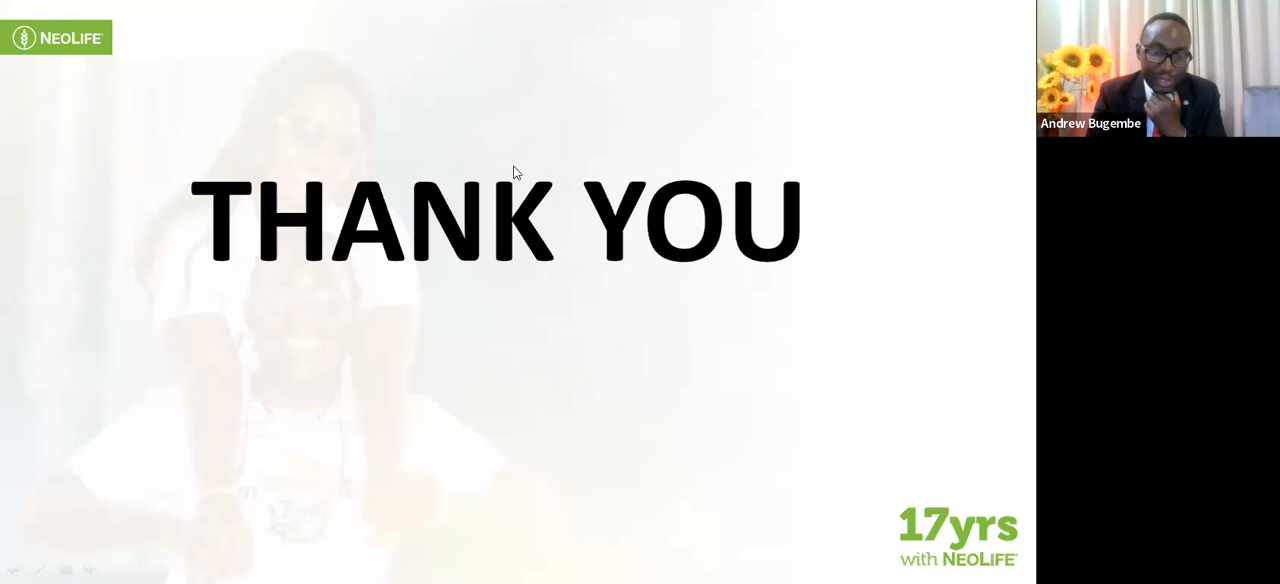 NEOLIFE
Andrew Bugembe
THANK YOU
17yrs
with NEOLIFE